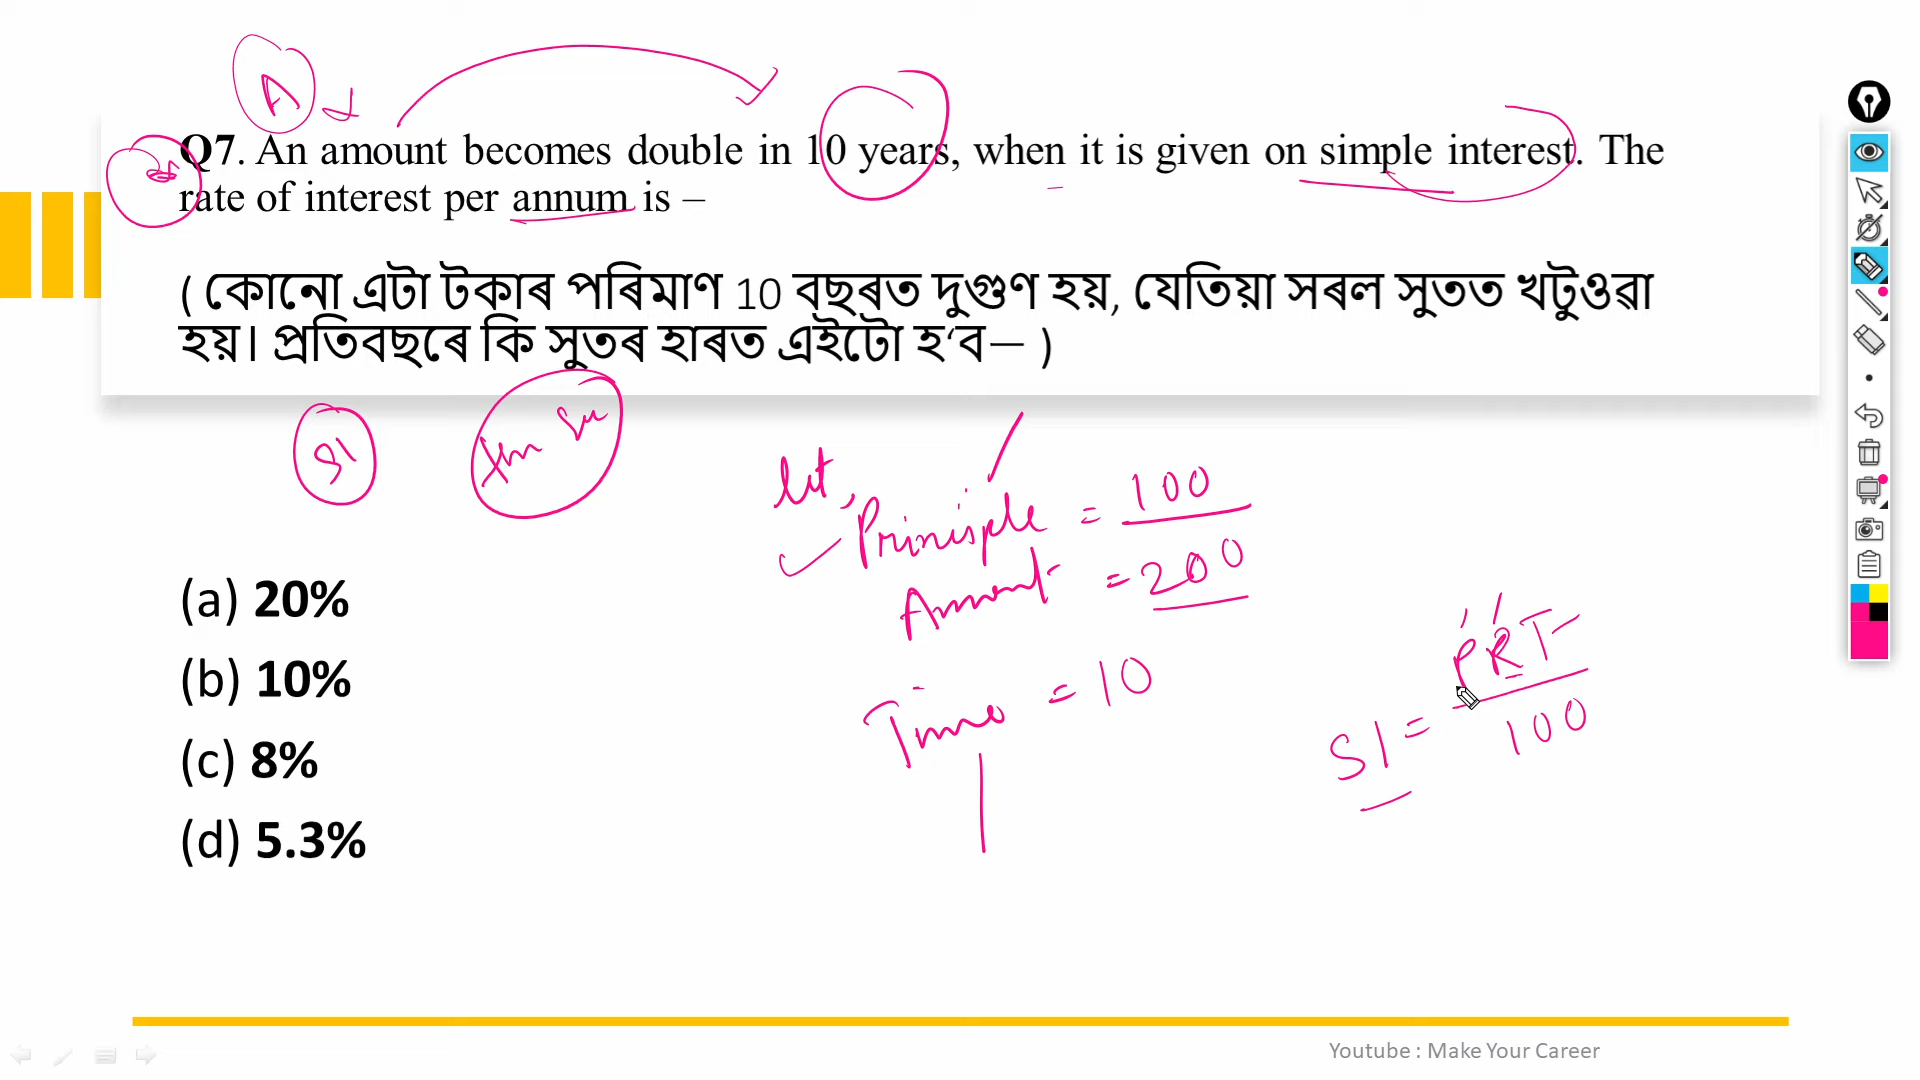 A
Q7. An amount becomes double in 10 years, when it is given on simple interest. The
rate of interest per annum is –
( কোনো এটা টকাৰ পৰিমাণ 10 বছৰত দুগুণ হয়, যেতিয়া সৰল সুতত খটুওৱা
হয়। প্ৰতিবছৰে কি সুতৰ হাৰত এইটো হ‘ব— )
SI
let,
Prinisple = 100
Amount = 200
Time = 10
SI = PRT
100
(a) 20%
(b) 10%
(c) 8%
(d) 5.3%
Youtube : Make Your Career